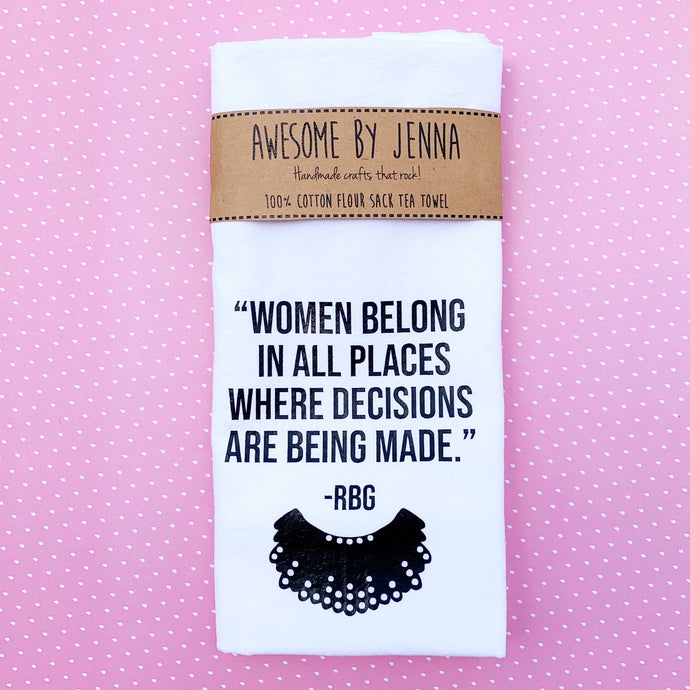 AWESOME BY JENNA
Handmade crafts that rock!
100% COTTON FLOUR SACK TEA TOWEL
“WOMEN BELONG
IN ALL PLACES
WHERE DECISIONS
ARE BEING MADE.”
-RBG